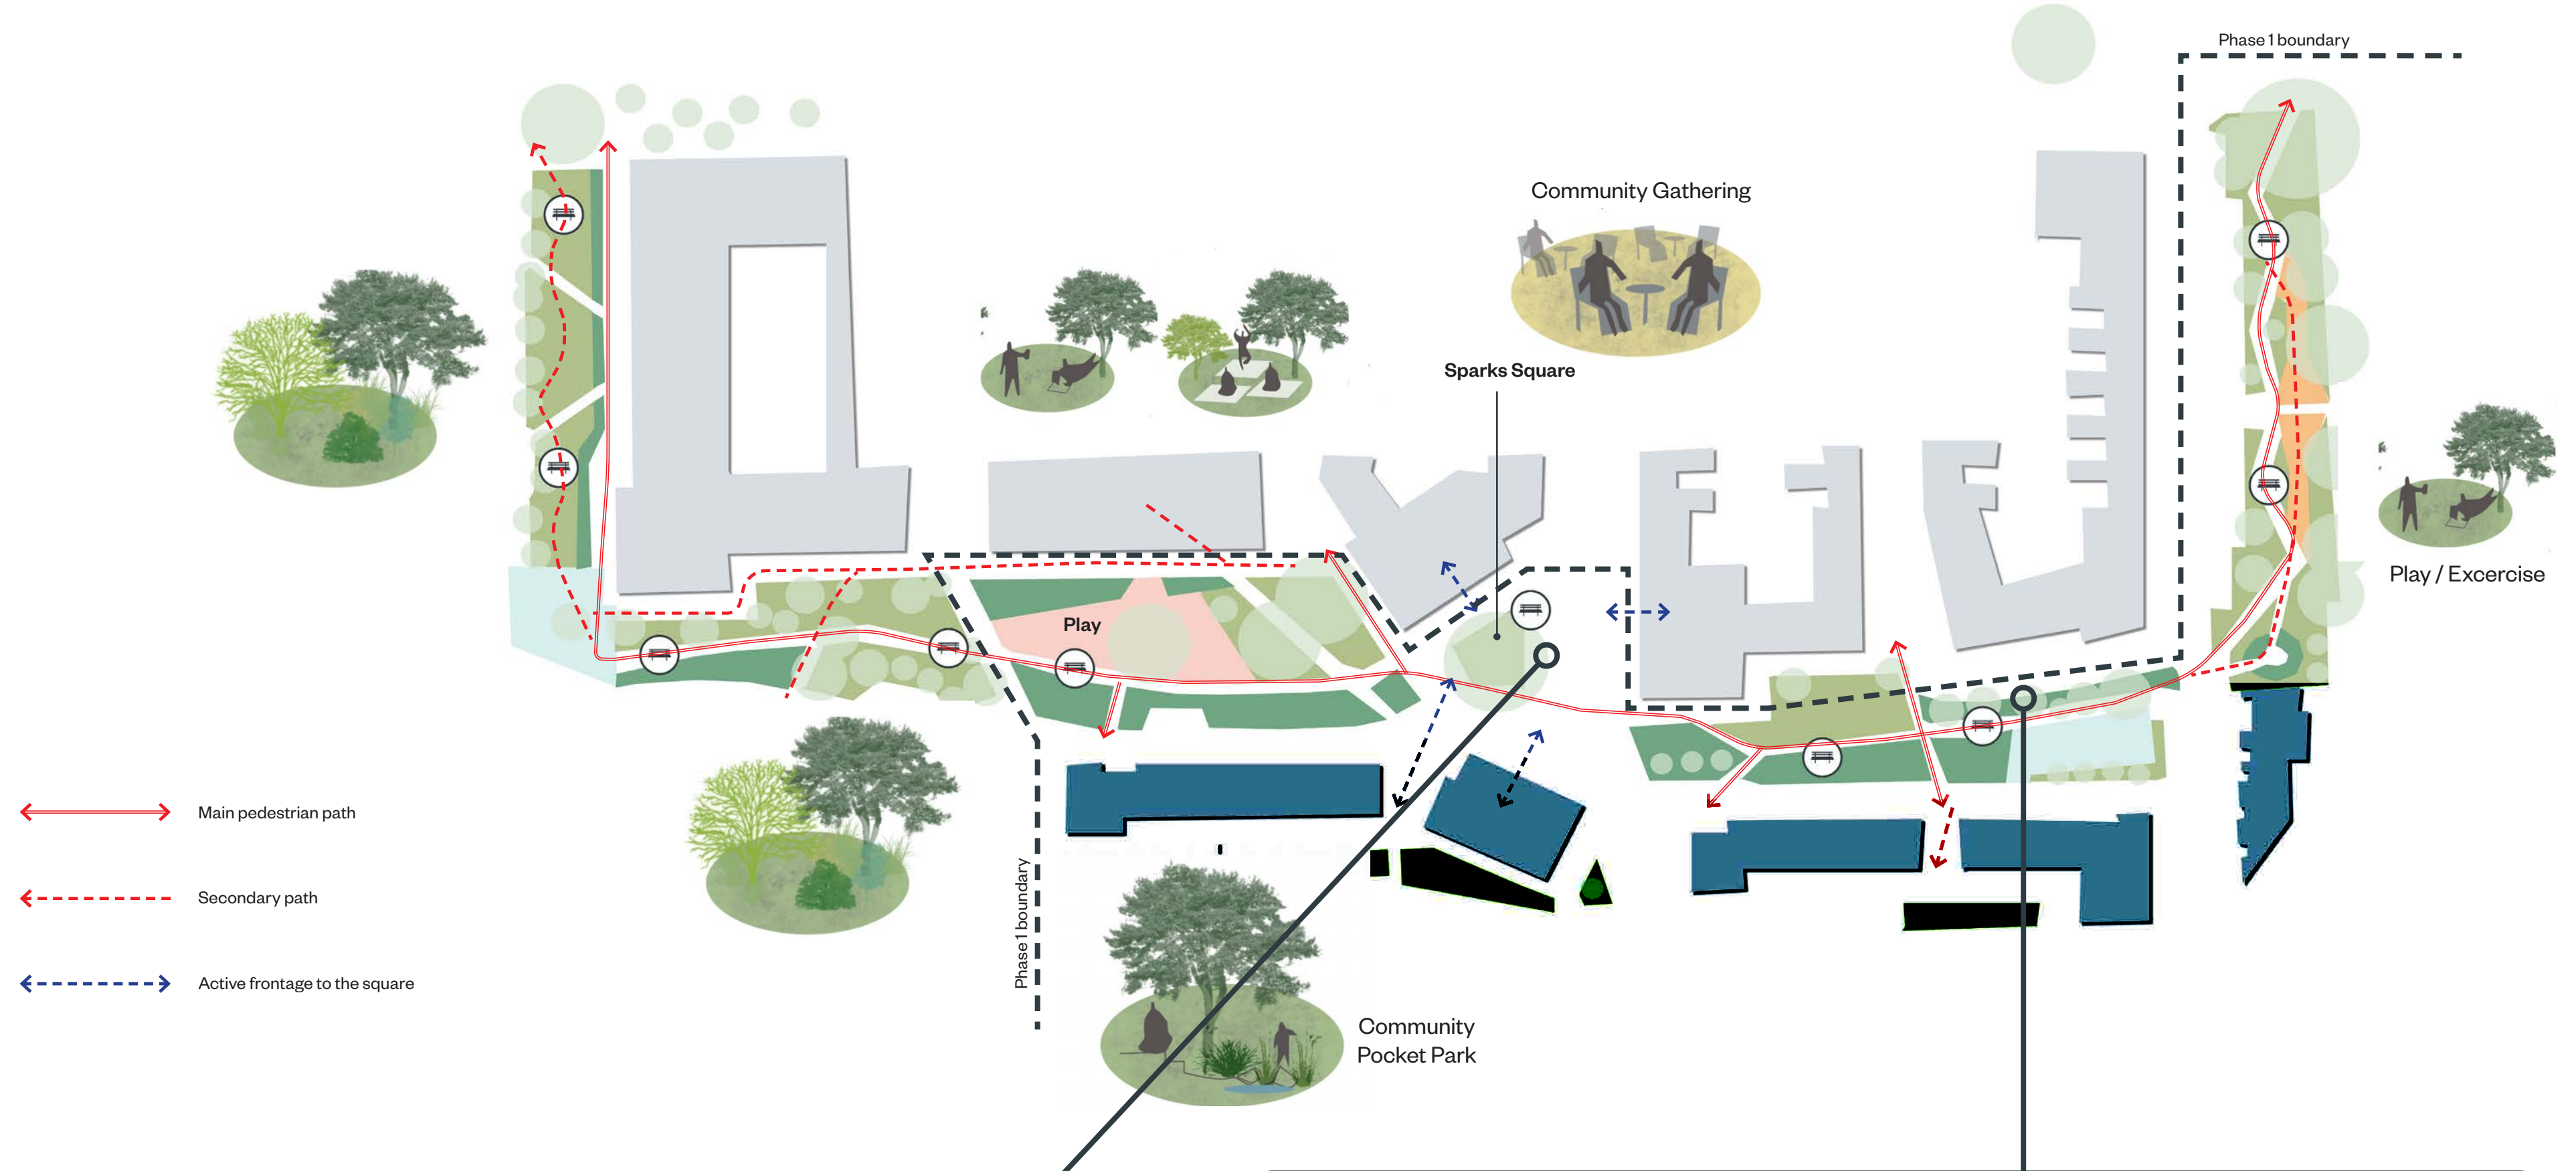 Phase 1 boundary
Community Gathering
Sparks Square
Play / Excercise
Play
Main pedestrian path
Secondary path
Active frontage to the square
Phase 1 boundary
Community
Pocket Park